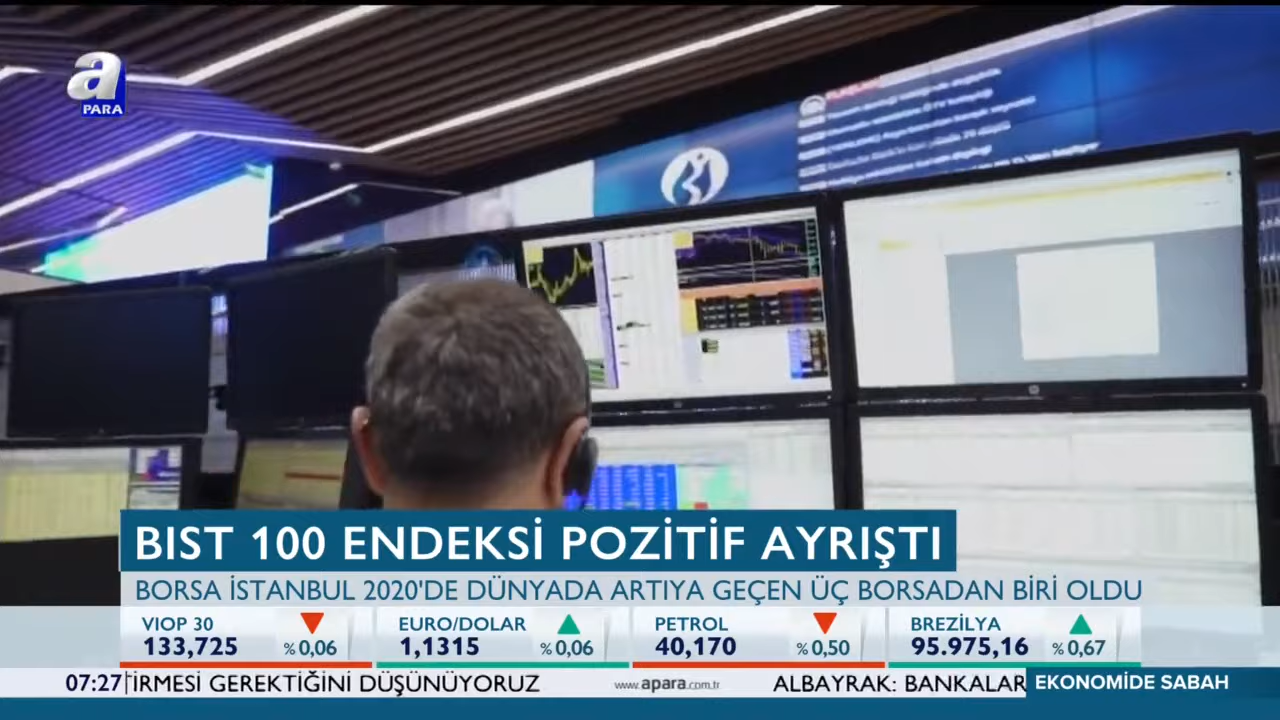 a
PARA
BIST 100 ENDEKSİ POZİTİF AYRIŞTI
BORSA İSTANBUL 2020'DE DÜNYADA ARTIYA GEÇEN ÜÇ BORSADAN BİRİ OLDU
VIOP 30
133,725
%0,06
EURO/DOLAR
1,1315
%0,06
PETROL
40,170
%0,50
BREZİLYA
95.975,16
%0,67
07:27 İRMESİ GEREKTİĞİNİ DÜŞÜNÜYORUZ www.apara.com.tr ALBAYRAK: BANKALAR EKONOMİDE SABAH